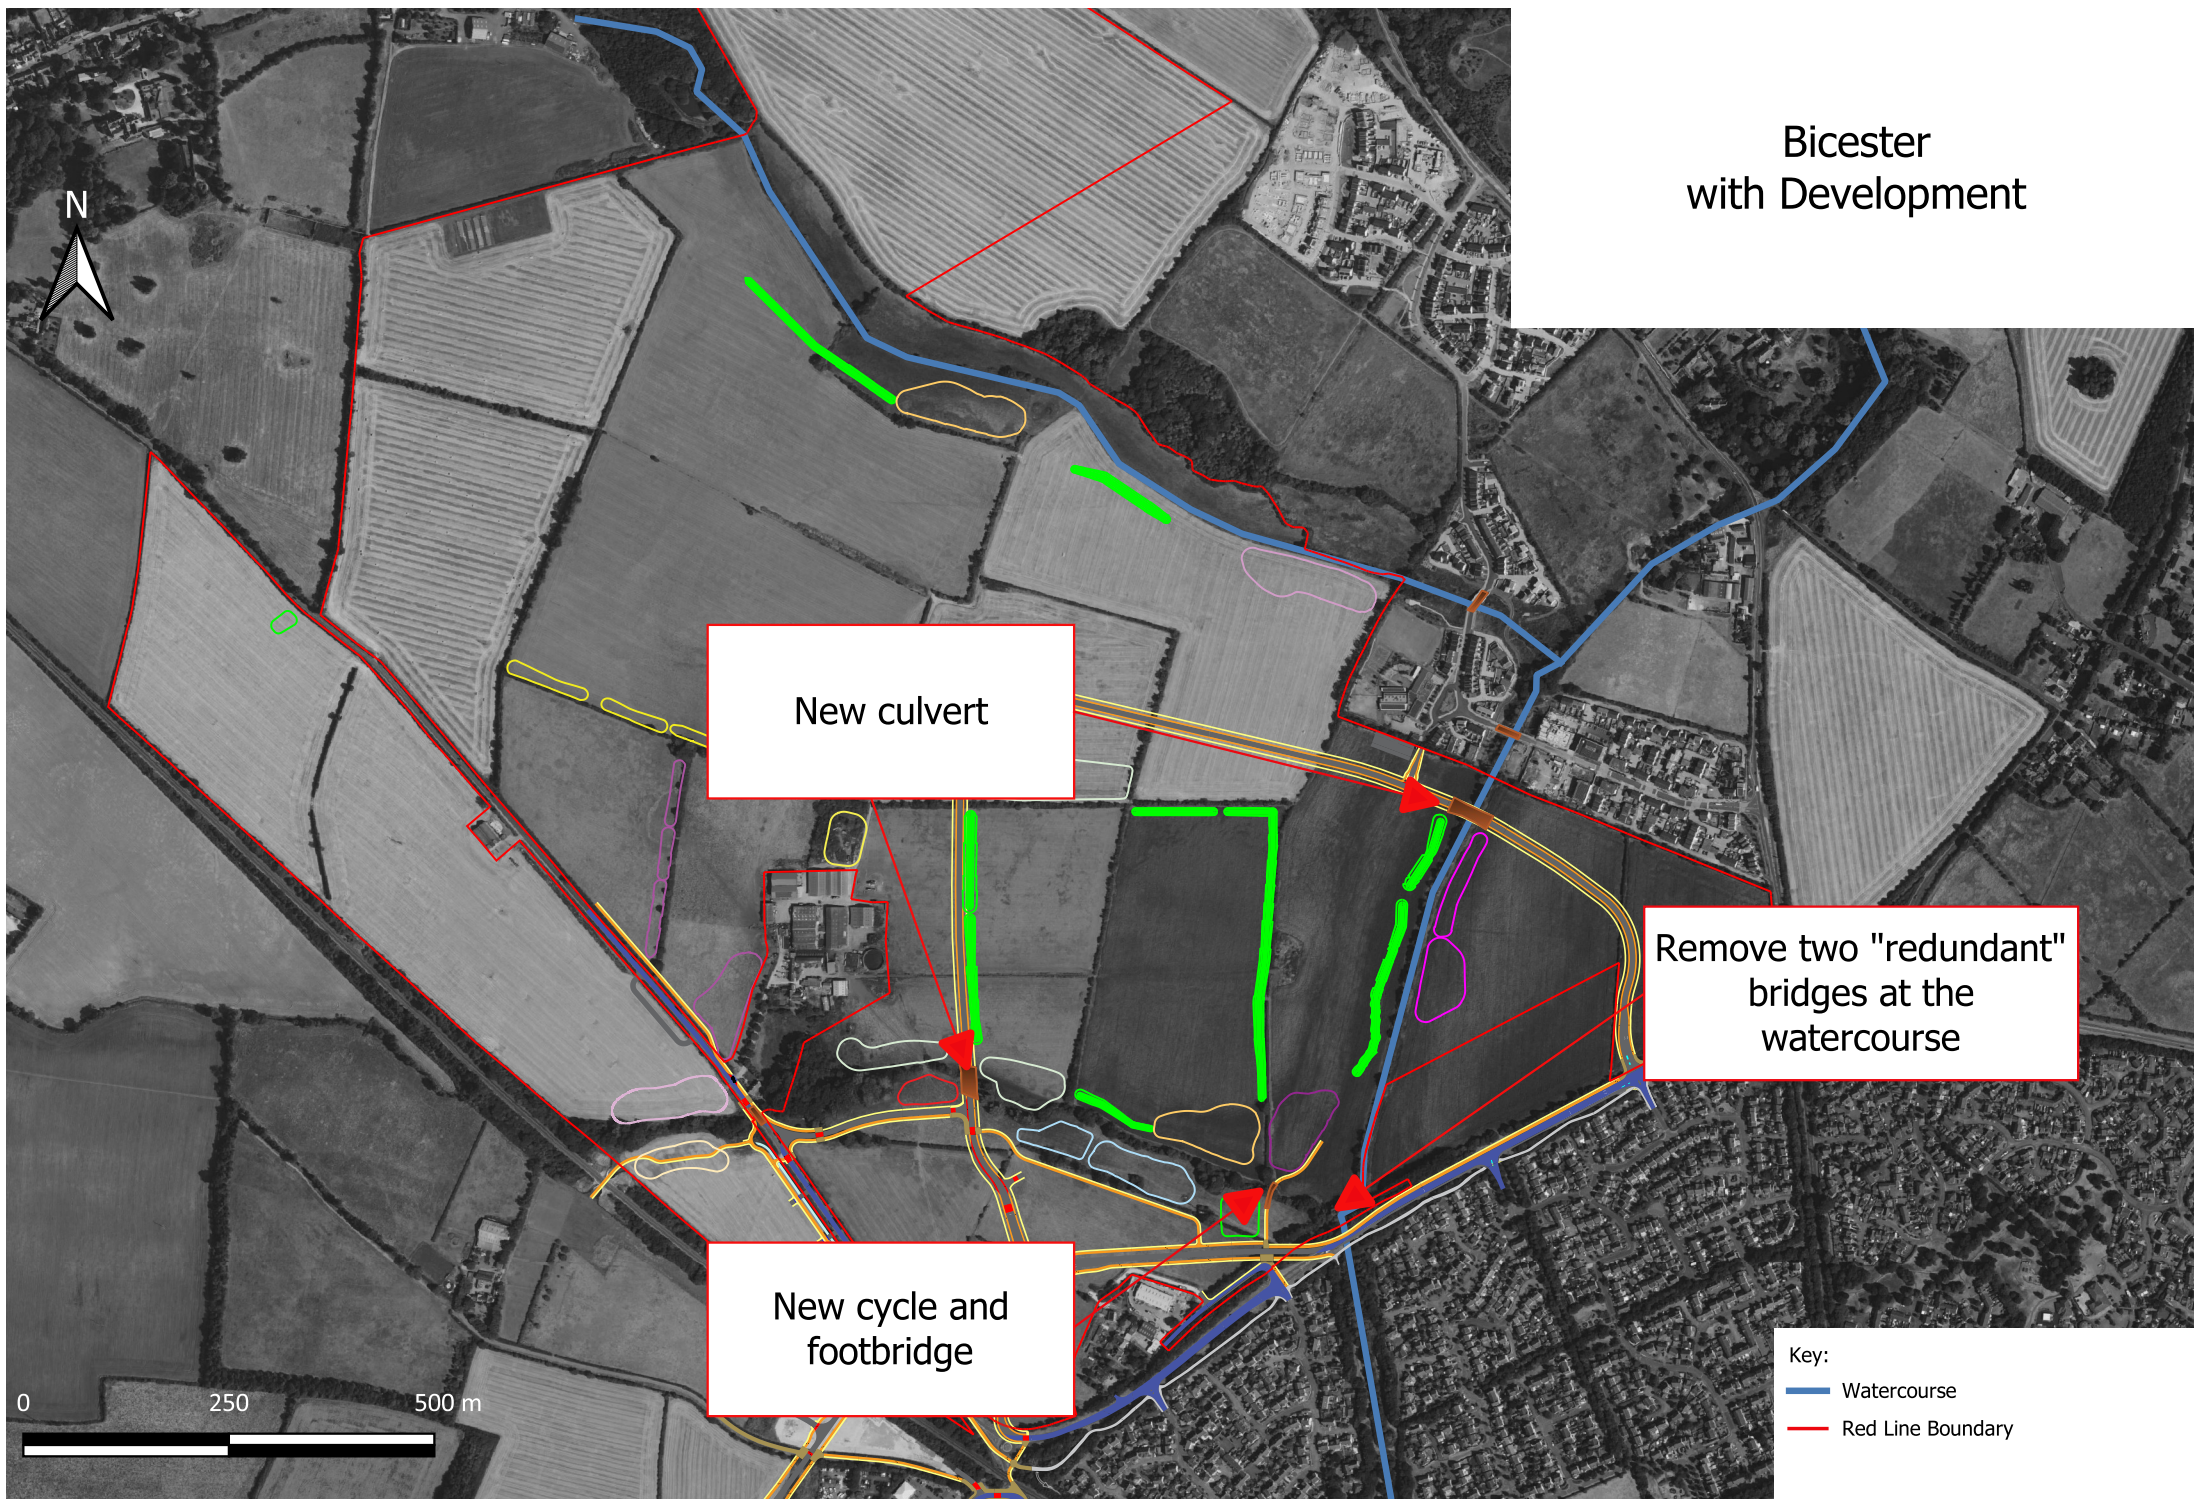 Bicester
with Development
N
New culvert
Remove two "redundant"
bridges at the
watercourse
New cycle and
footbridge
0 250 500 m
Key:
Watercourse
Red Line Boundary